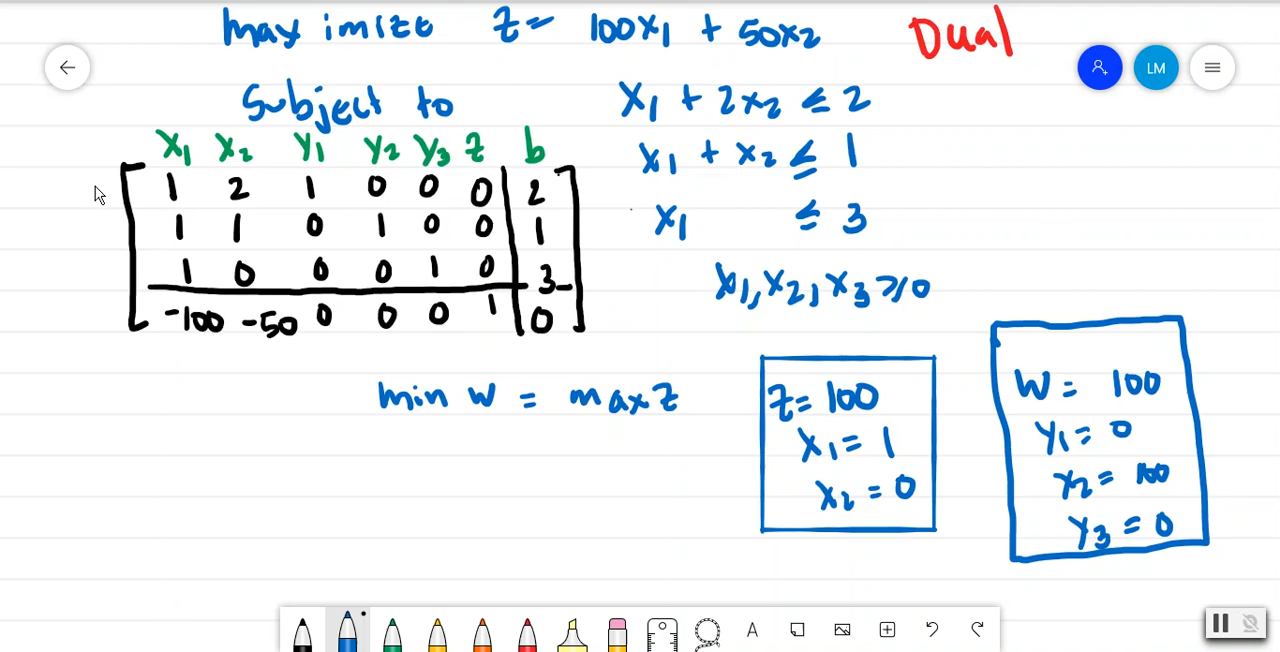 maximize Z = 100x1 + 50x2 Dual
LM
Subject to
x1 + 2x2 ≤ 2
x1 + x2 ≤ 1
x1 ≤ 3
x1, x2, x3 ≥ 0
x1 x2 y1 y2 y3 z b
1 2 1 0 0 0 2
1 1 0 1 0 0 1
1 0 0 0 1 0 3
-100 -50 0 0 0 1 0
min w = max z
Z = 100
x1 = 1
x2 = 0
W = 100
y1 = 0
x2 = 100
y3 = 0
A